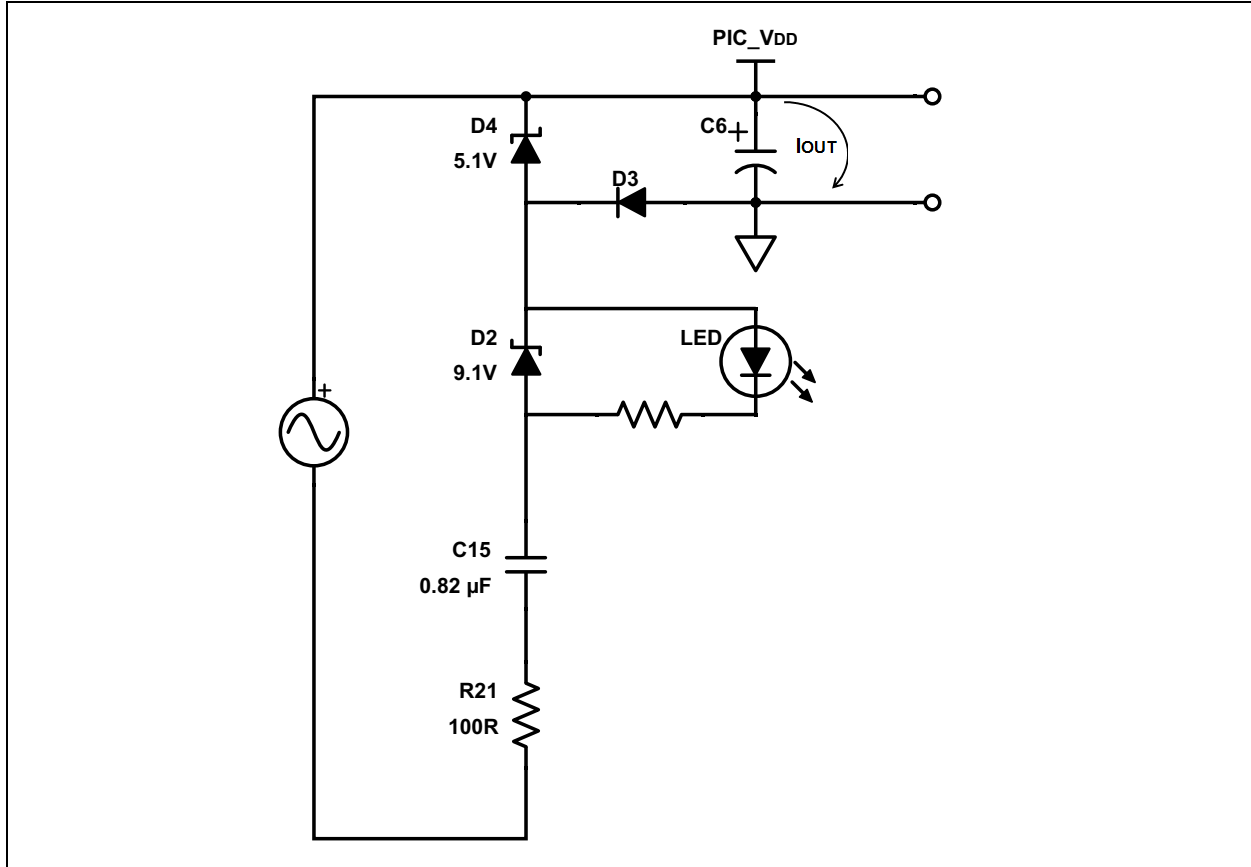 PIC_VDD
D4
5.1V
C6
+
IOUT
D3
D2
9.1V
LED
+
C15
0.82 µF
R21
100R